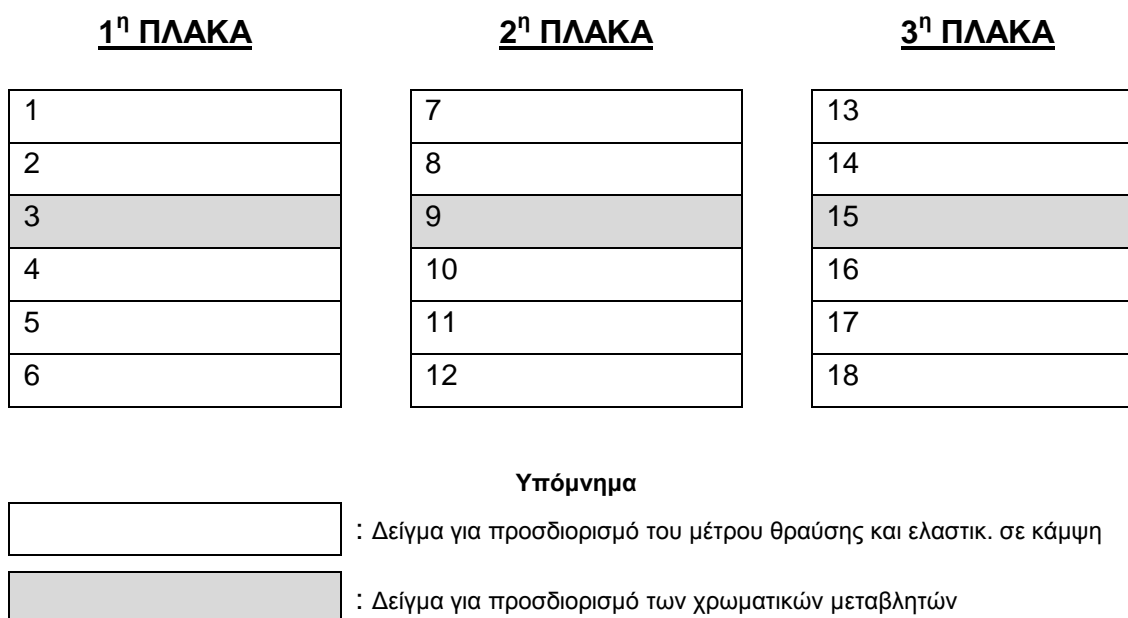 1η ΠΛΑΚΑ 2η ΠΛΑΚΑ 3η ΠΛΑΚΑ
1 7 13
2 8 14
3 9 15
4 10 16
5 11 17
6 12 18
Υπόμνημα
: Δείγμα για προσδιορισμό του μέτρου θραύσης και ελαστικ. σε κάμψη
: Δείγμα για προσδιορισμό των χρωματικών μεταβλητών